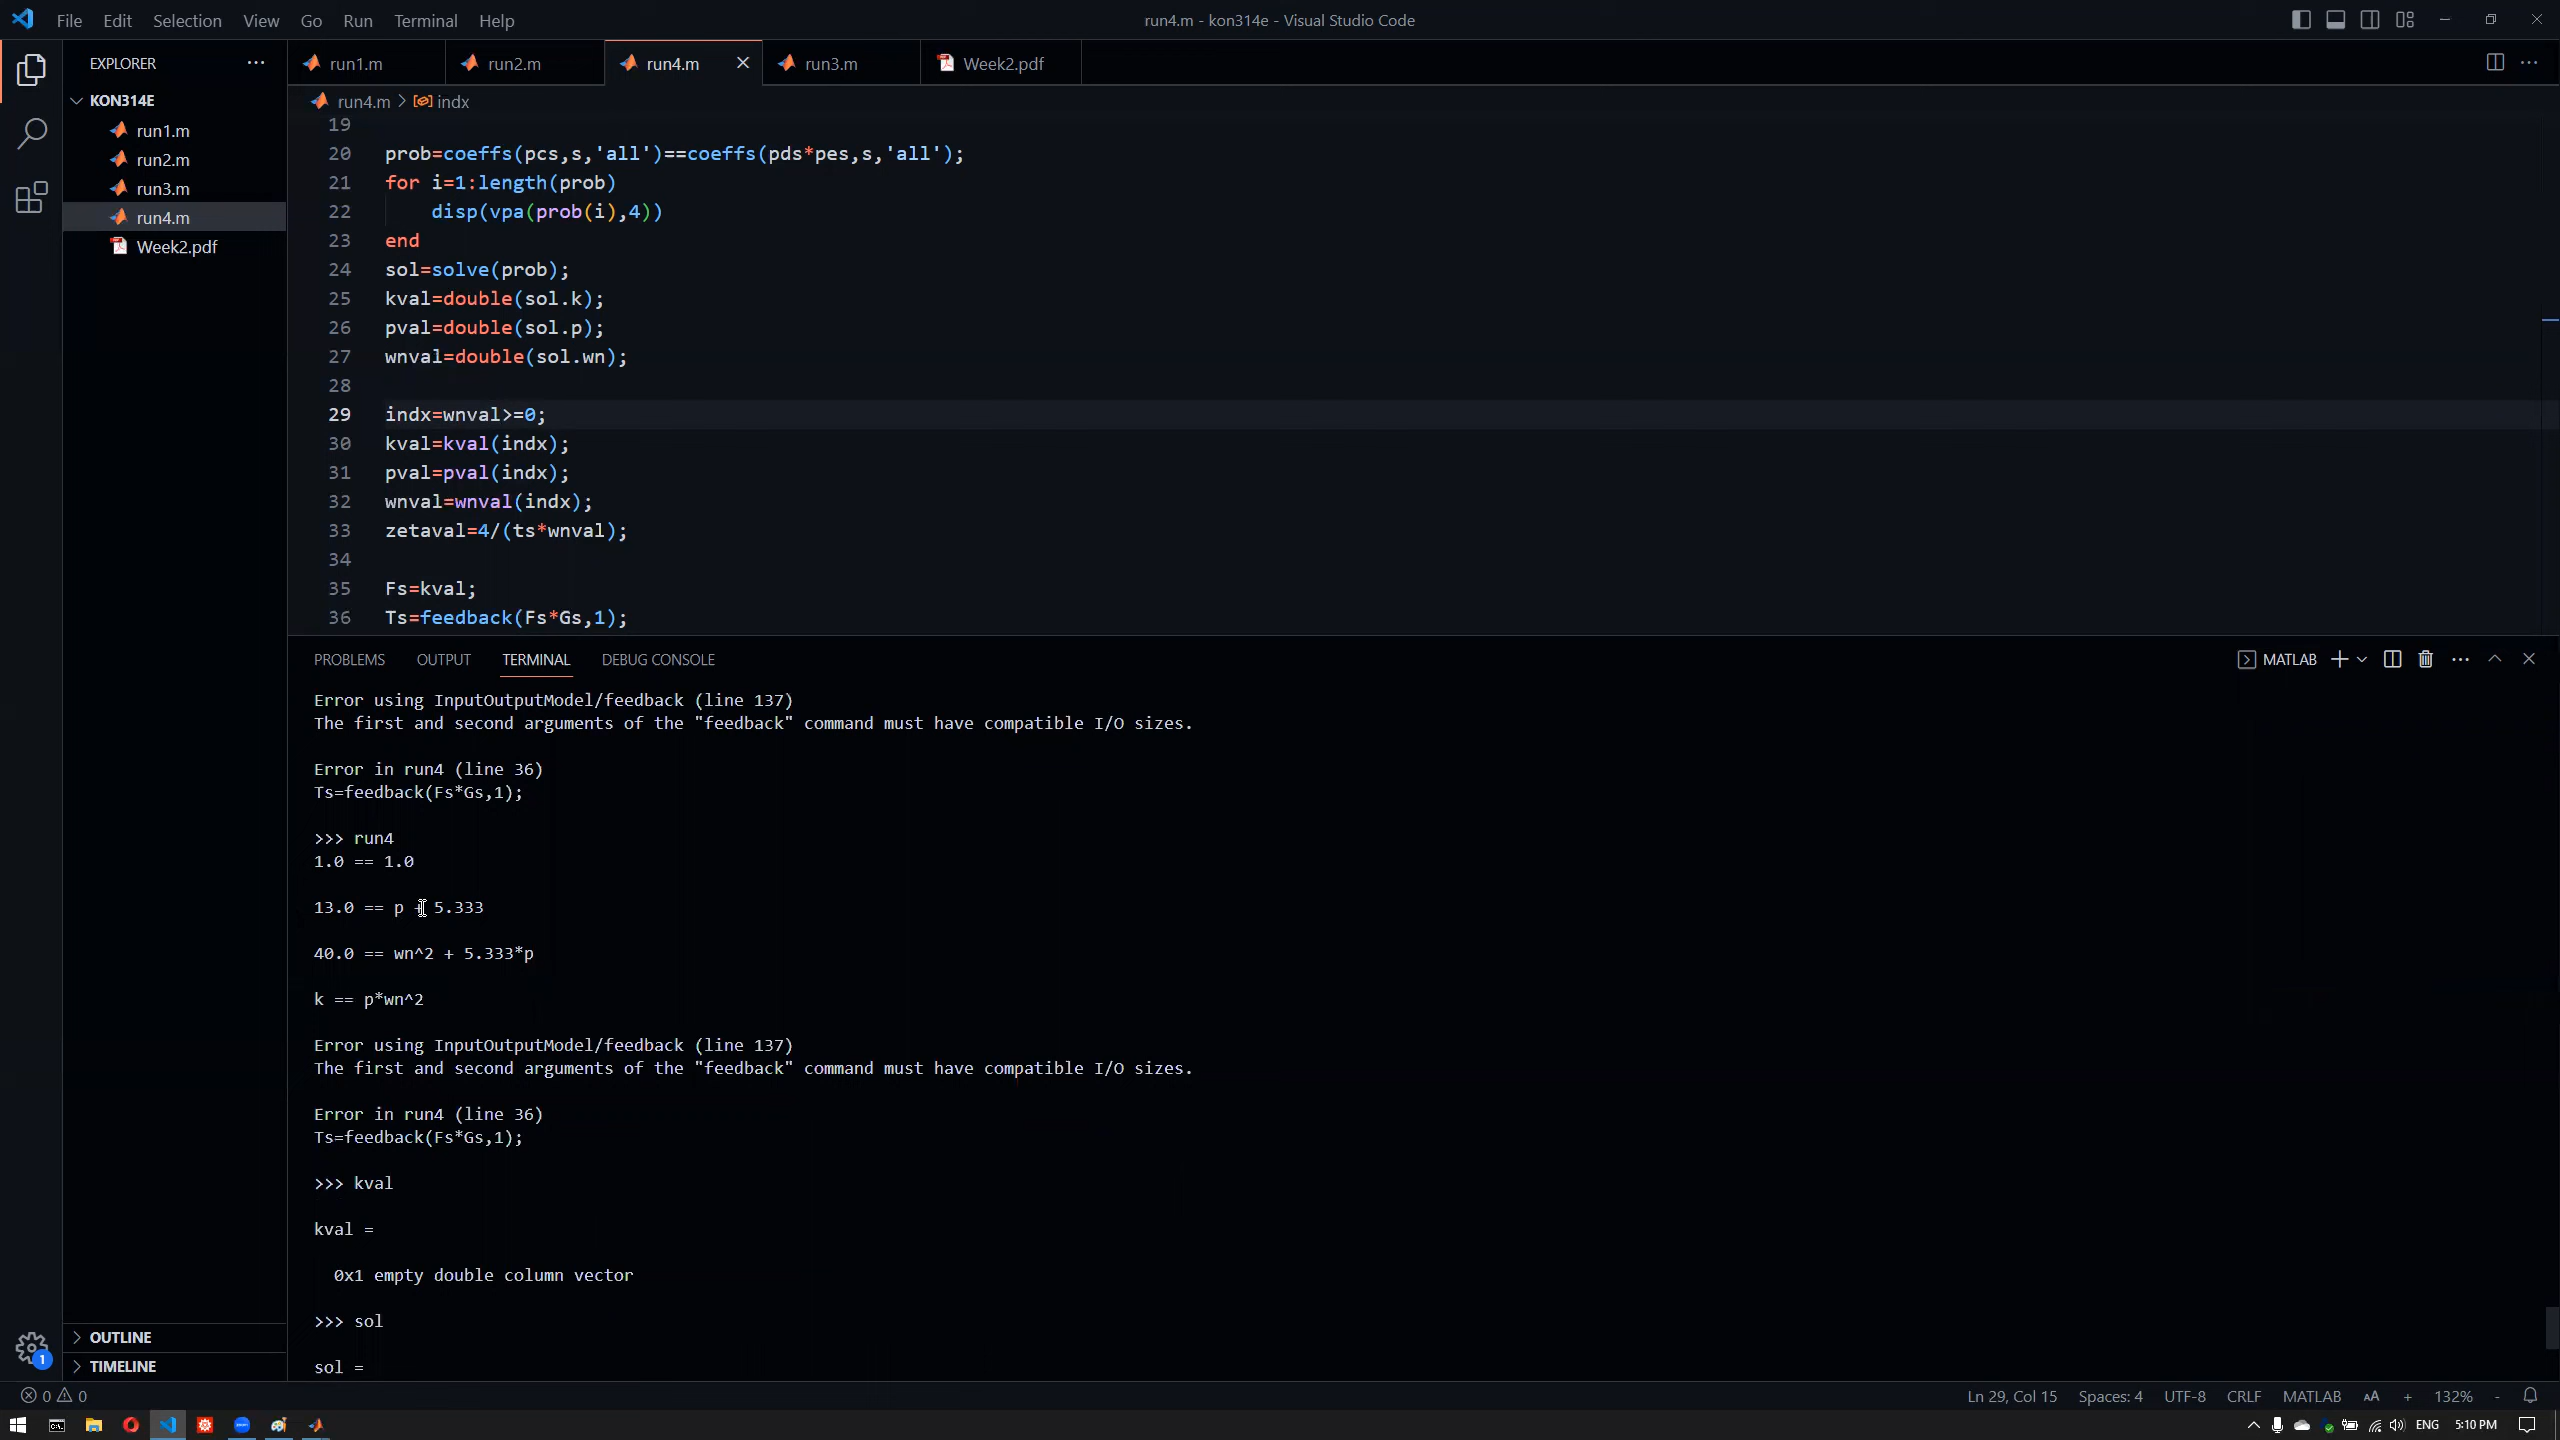 File Edit Selection View Go Run Terminal Help
run4.m - kon314e - Visual Studio Code
EXPLORER
KON314E
run1.m
run2.m
run3.m
run4.m
Week2.pdf
OUTLINE
TIMELINE
run1.m run2.m run4.m run3.m Week2.pdf
run4.m > indx
19
20 prob=coeffs(pcs,s,'all')==coeffs(pds*pes,s,'all');
21 for i=1:length(prob)
22 disp(vpa(prob(i),4))
23 end
24 sol=solve(prob);
25 kval=double(sol.k);
26 pval=double(sol.p);
27 wnval=double(sol.wn);
28
29 indx=wnval>=0;
30 kval=kval(indx);
31 pval=pval(indx);
32 wnval=wnval(indx);
33 zetaval=4/(ts*wnval);
34
35 Fs=kval;
36 Ts=feedback(Fs*Gs,1);
PROBLEMS OUTPUT TERMINAL DEBUG CONSOLE
MATLAB
Error using InputOutputModel/feedback (line 137)
The first and second arguments of the "feedback" command must have compatible I/O sizes.
Error in run4 (line 36)
Ts=feedback(Fs*Gs,1);
>>> run4
1.0 == 1.0
13.0 == p + 5.333
40.0 == wn^2 + 5.333*p
k == p*wn^2
Error using InputOutputModel/feedback (line 137)
The first and second arguments of the "feedback" command must have compatible I/O sizes.
Error in run4 (line 36)
Ts=feedback(Fs*Gs,1);
>>> kval
kval =
0x1 empty double column vector
>>> sol
sol =
1
0 0
Ln 29, Col 15 Spaces: 4 UTF-8 CRLF MATLAB AA + 132% -
ENG 5:10 PM